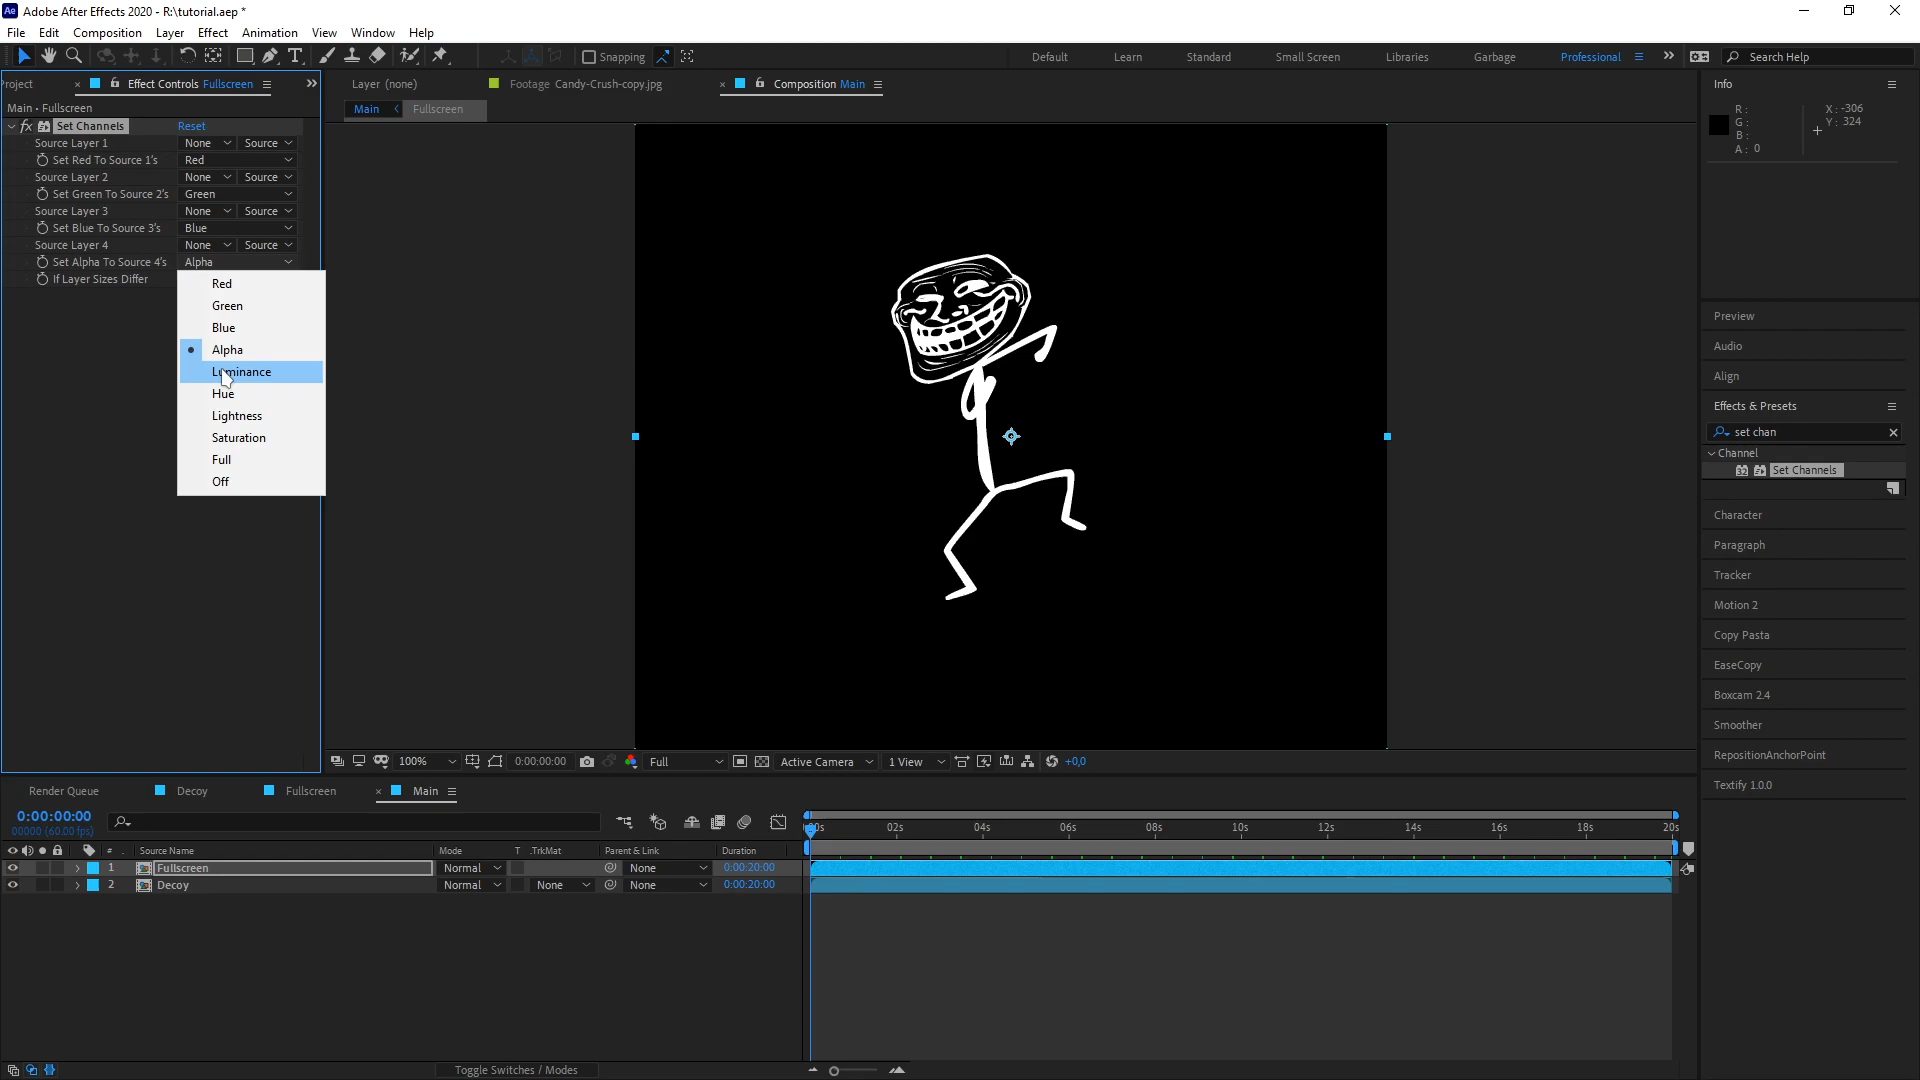 Ae Adobe After Effects 2020 - R:\tutorial.aep *
File Edit Composition Layer Effect Animation View Window Help
Snapping
Default Learn Standard Small Screen Libraries Garbage Professional
Search Help
roject
Effect Controls Fullscreen
Layer (none)
Footage Candy-Crush-copy.jpg
Composition Main
Info
Main • Fullscreen
Main Fullscreen
fx Set Channels Reset
Source Layer 1 None Source
Set Red To Source 1's Red
Source Layer 2 None Source
Set Green To Source 2's Green
Source Layer 3 None Source
Set Blue To Source 3's Blue
Source Layer 4 None Source
Set Alpha To Source 4's Alpha
If Layer Sizes Differ
Red
Green
Blue
Alpha
Luminance
Hue
Lightness
Saturation
Full
Off
R:
G:
B:
A: 0
X: -306
Y: 324
Preview
Audio
Align
Effects & Presets
set chan
Channel
32 Set Channels
Character
Paragraph
Tracker
Motion 2
Copy Pasta
EaseCopy
Boxcam 2.4
Smoother
RepositionAnchorPoint
Textify 1.0.0
100% 0:00:00:00 Full Active Camera 1 View +0,0
Render Queue Decoy Fullscreen Main
0:00:00:00
00000 (60.00 fps)
00s 02s 04s 06s 08s 10s 12s 14s 16s 18s 20s
# Source Name Mode T .TrkMat Parent & Link Duration
1 Fullscreen Normal None 0:00:20:00
2 Decoy Normal None None 0:00:20:00
Toggle Switches / Modes